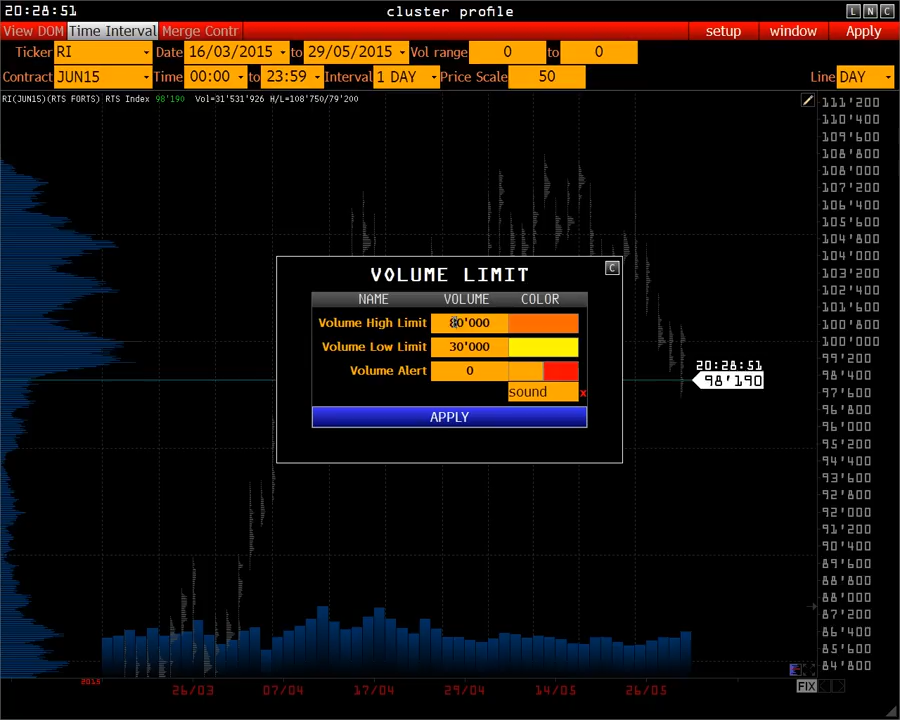 20:28:51 cluster profile L N C
View DOM Time Interval Merge Contr setup window Apply
Ticker RI Date 16/03/2015 to 29/05/2015 Vol range 0 to 0
Contract JUN15 Time 00:00 to 23:59 Interval 1 DAY Price Scale 50 Line DAY
RI(JUN15)(RTS FORTS) RTS Index 98'190 Vol=31'531'926 H/L=108'750/79'200
111'200
110'400
109'600
108'800
108'000
107'200
106'400
105'600
104'800
104'000
103'200
102'400
101'600
100'800
100'000
99'200
98'400
97'600
96'800
96'000
95'200
94'400
93'600
92'800
92'000
91'200
90'400
89'600
88'800
88'000
87'200
86'400
85'600
84'800
VOLUME LIMIT C
NAME VOLUME COLOR
Volume High Limit 80'000
Volume Low Limit 30'000
Volume Alert 0
sound x
APPLY
20:28:51
98'190
2015
26/03 07/04 17/04 29/04 14/05 26/05
FIX